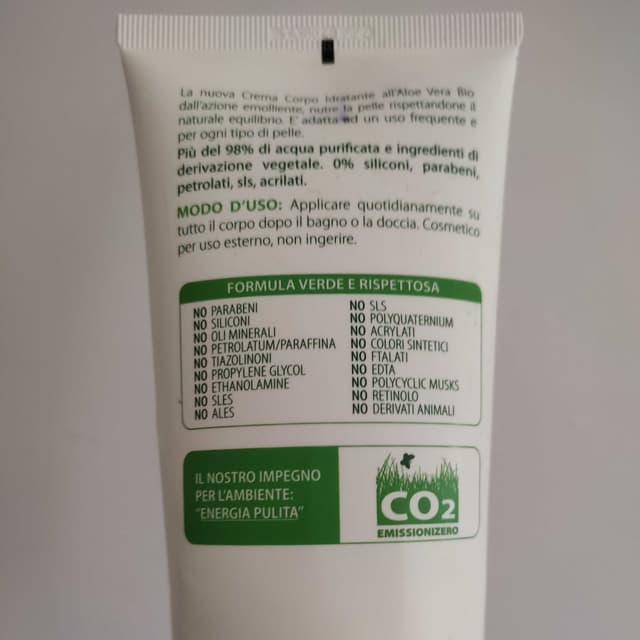 La nuova Crema Corpo Idratante all'Aloe Vera Bio
dall'azione emolliente, nutre la pelle rispettandone il
naturale equilibrio. E' adatta ad un uso frequente e
per ogni tipo di pelle.
Più del 98% di acqua purificata e ingredienti di
derivazione vegetale. 0% siliconi, parabeni,
petrolati, sls, acrilati.
MODO D'USO: Applicare quotidianamente su
tutto il corpo dopo il bagno o la doccia. Cosmetico
per uso esterno, non ingerire.
FORMULA VERDE E RISPETTOSA
NO PARABENI
NO SILICONI
NO OLI MINERALI
NO PETROLATUM/PARAFFINA
NO TIAZOLINONI
NO PROPYLENE GLYCOL
NO ETHANOLAMINE
NO SLES
NO ALES
NO SLS
NO POLYQUATERNIUM
NO ACRYLATI
NO COLORI SINTETICI
NO FTALATI
NO EDTA
NO POLYCYCLIC MUSKS
NO RETINOLO
NO DERIVATI ANIMALI
IL NOSTRO IMPEGNO
PER L'AMBIENTE:
"ENERGIA PULITA"
CO2
EMISSIONIZERO